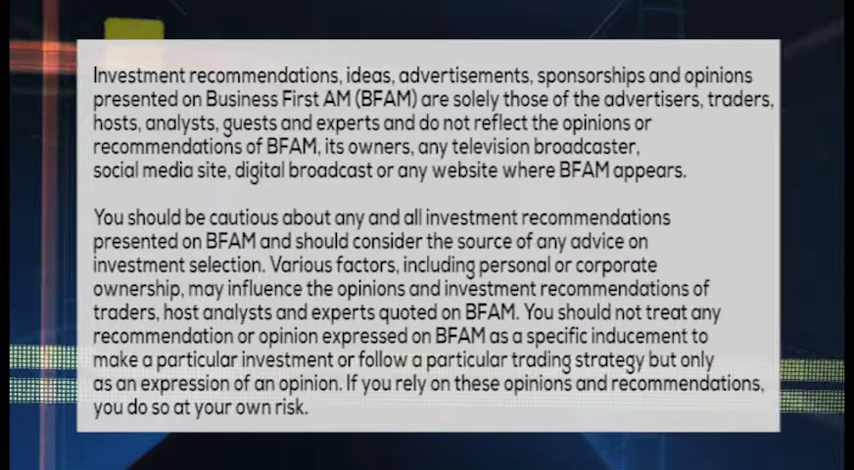 Investment recommendations, ideas, advertisements, sponsorships and opinions
presented on Business First AM (BFAM) are solely those of the advertisers, traders,
hosts, analysts, guests and experts and do not reflect the opinions or
recommendations of BFAM, its owners, any television broadcaster,
social media site, digital broadcast or any website where BFAM appears.
You should be cautious about any and all investment recommendations
presented on BFAM and should consider the source of any advice on
investment selection. Various factors, including personal or corporate
ownership, may influence the opinions and investment recommendations of
traders, host analysts and experts quoted on BFAM. You should not treat any
recommendation or opinion expressed on BFAM as a specific inducement to
make a particular investment or follow a particular trading strategy but only
as an expression of an opinion. If you rely on these opinions and recommendations,
you do so at your own risk.